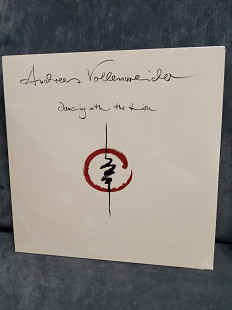 Andreas Vollenweider
Dancing with the Lion